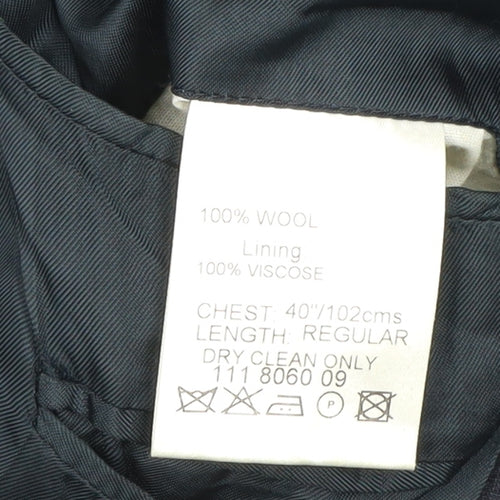 100% WOOL
Lining
100% VISCOSE
CHEST: 40"/102cms
LENGTH: REGULAR
DRY CLEAN ONLY
111 8060 09
P